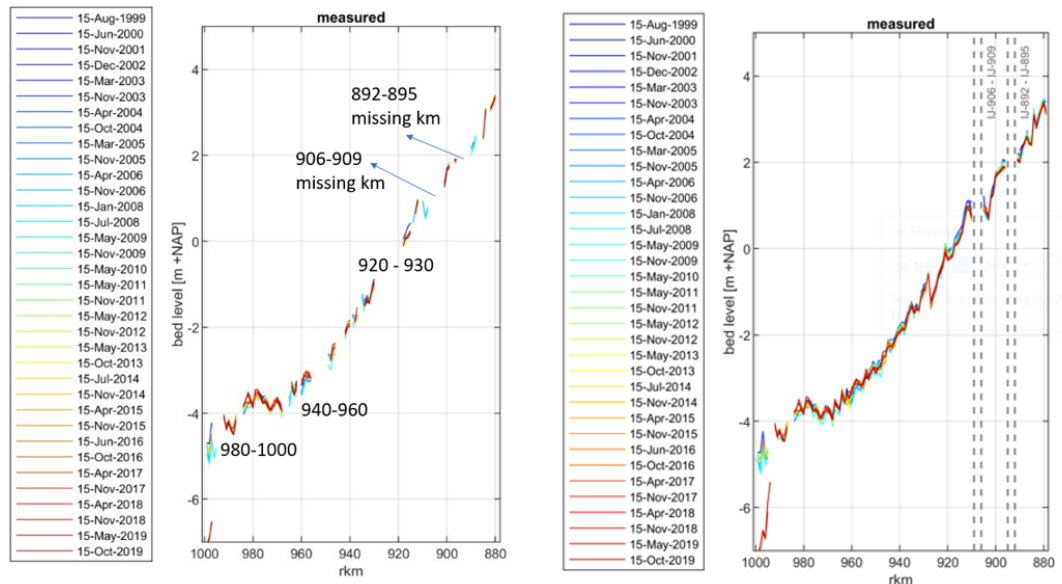 15-Aug-1999
15-Jun-2000
15-Nov-2001
15-Dec-2002
15-Mar-2003
15-Nov-2003
15-Apr-2004
15-Oct-2004
15-Mar-2005
15-Nov-2005
15-Apr-2006
15-Nov-2006
15-Jan-2008
15-Jul-2008
15-May-2009
15-Nov-2009
15-May-2010
15-May-2011
15-Nov-2011
15-May-2012
15-Nov-2012
15-May-2013
15-Oct-2013
15-Jul-2014
15-Nov-2014
15-Apr-2015
15-Nov-2015
15-Jun-2016
15-Oct-2016
15-Apr-2017
15-Nov-2017
15-Apr-2018
15-Nov-2018
15-May-2019
15-Oct-2019
measured
bed level [m +NAP]
4
2
0
-2
-4
-6
892-895
missing km
906-909
missing km
920 - 930
940-960
980-1000
1000 980 960 940 920 900 880
rkm
15-Aug-1999
15-Jun-2000
15-Nov-2001
15-Dec-2002
15-Mar-2003
15-Nov-2003
15-Apr-2004
15-Oct-2004
15-Mar-2005
15-Nov-2005
15-Apr-2006
15-Nov-2006
15-Jan-2008
15-Jul-2008
15-May-2009
15-Nov-2009
15-May-2010
15-May-2011
15-Nov-2011
15-May-2012
15-Nov-2012
15-May-2013
15-Oct-2013
15-Jul-2014
15-Nov-2014
15-Apr-2015
15-Nov-2015
15-Jun-2016
15-Oct-2016
15-Apr-2017
15-Nov-2017
15-Apr-2018
15-Nov-2018
15-May-2019
15-Oct-2019
measured
bed level [m +NAP]
4
2
0
-2
-4
-6
IJ-906 - IJ-909
IJ-892 - IJ-895
1000 980 960 940 920 900 880
rkm